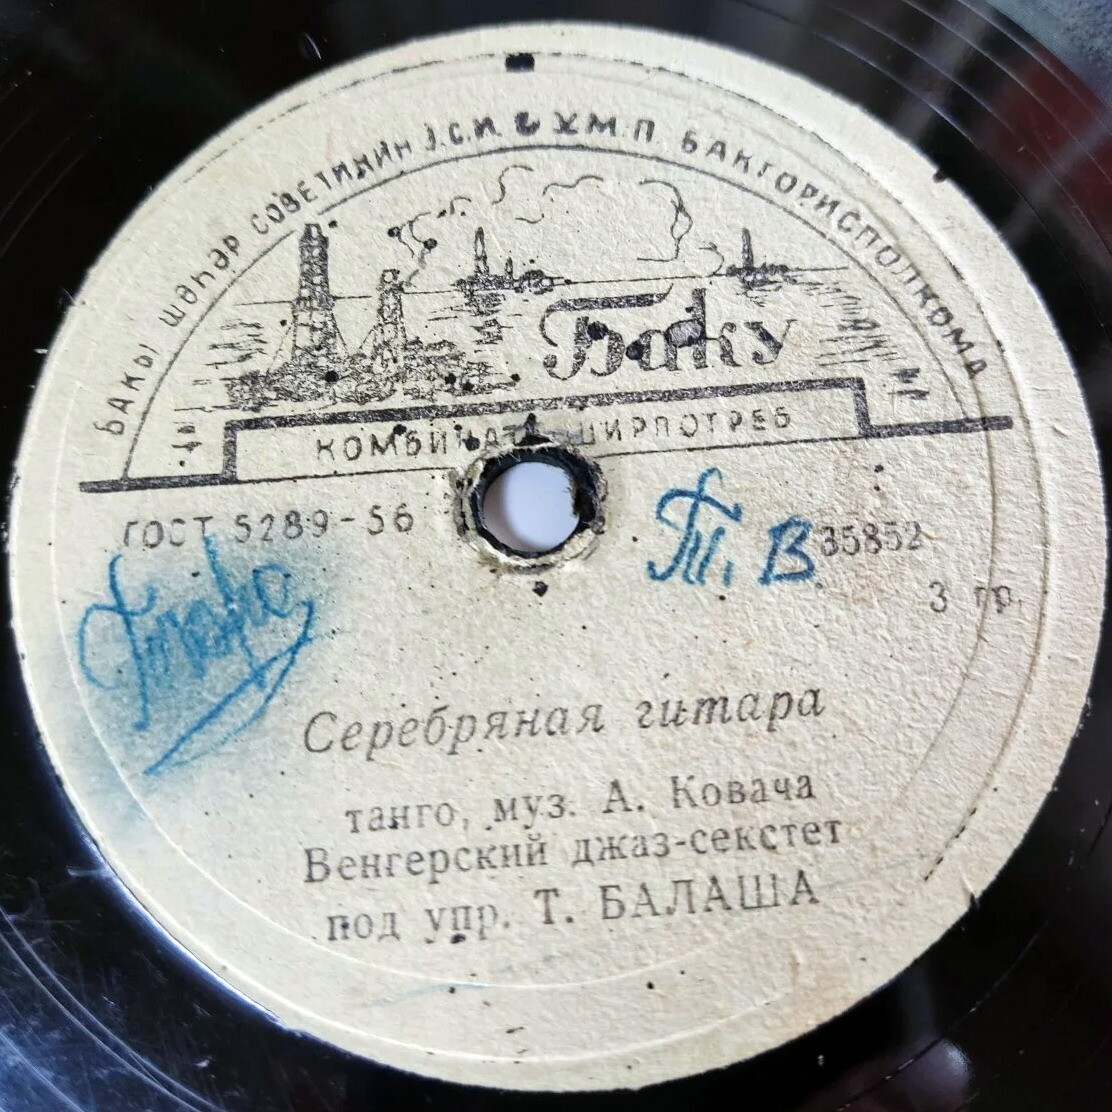 БАКЫ ШӘҺӘР СОВЕТИНИН J.С.И. В УМ.П. БАКГОРИСПОЛКОМА
Баку
КОМБИНАТ ШИРПОТРЕБ
ГОСТ 5289-56
35852
3 гр.
Серебряная гитара
танго, муз. А. Ковача
Венгерский джаз-секстет
под упр. Т. БАЛАША